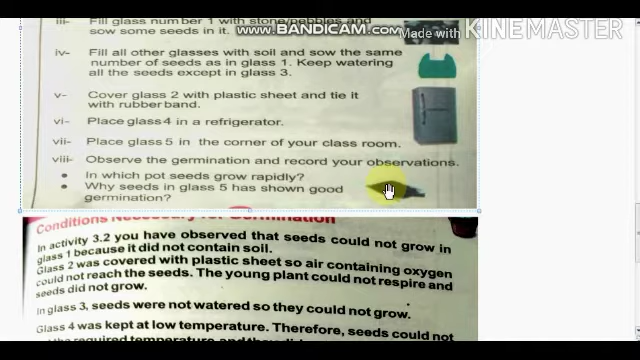 iii- Fill glass number 1 with stone/pebbles and
sow some seeds in it.
WWW.BANDICAM.COM
Made with KINEMASTER
iv- Fill all other glasses with soil and sow the same
number of seeds as in glass 1. Keep watering
all the seeds except in glass 3.
v- Cover glass 2 with plastic sheet and tie it
with rubber band.
vi- Place glass 4 in a refrigerator.
vii- Place glass 5 in the corner of your class room.
viii- Observe the germination and record your observations.
• In which pot seeds grow rapidly?
• Why seeds in glass 5 has shown good
germination?
Conditions Necessary for Germination
In activity 3.2 you have observed that seeds could not grow in
glass 1 because it did not contain soil.
Glass 2 was covered with plastic sheet so air containing oxygen
could not reach the seeds. The young plant could not respire and
seeds did not grow.
In glass 3, seeds were not watered so they could not grow.
Glass 4 was kept at low temperature. Therefore, seeds could not
the required temperature and they